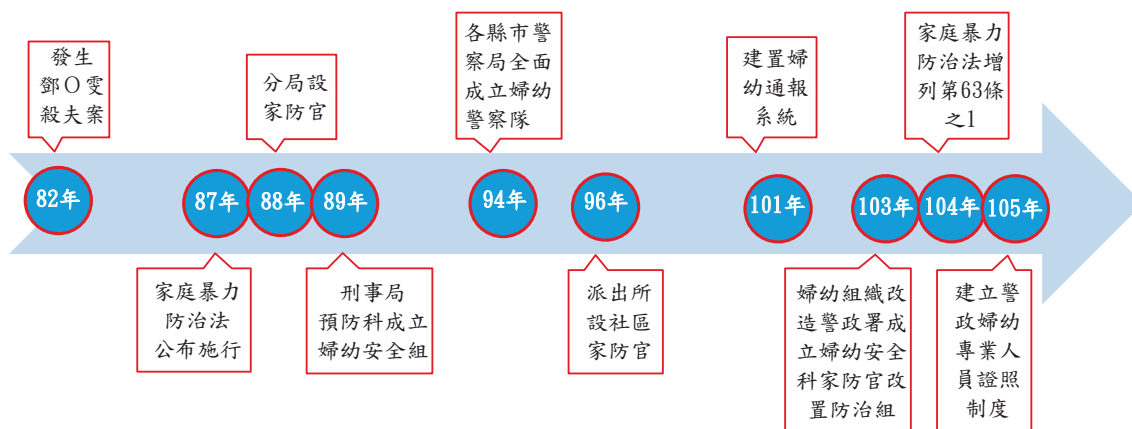 發生
鄧〇雯
殺夫案
分局設
家防官
各縣市警
察局全面
成立婦幼
警察隊
建置婦
幼通報
系統
家庭暴力
防治法增
列第63條
之1
82年
87年
88年
89年
94年
96年
101年
103年
104年
105年
家庭暴力
防治法
公布施行
刑事局
預防科成立
婦幼安全組
派出所
設社區
家防官
婦幼組織改
造警政署成
立婦幼安全
科家防官改
置防治組
建立警
政婦幼
專業人
員證照
制度